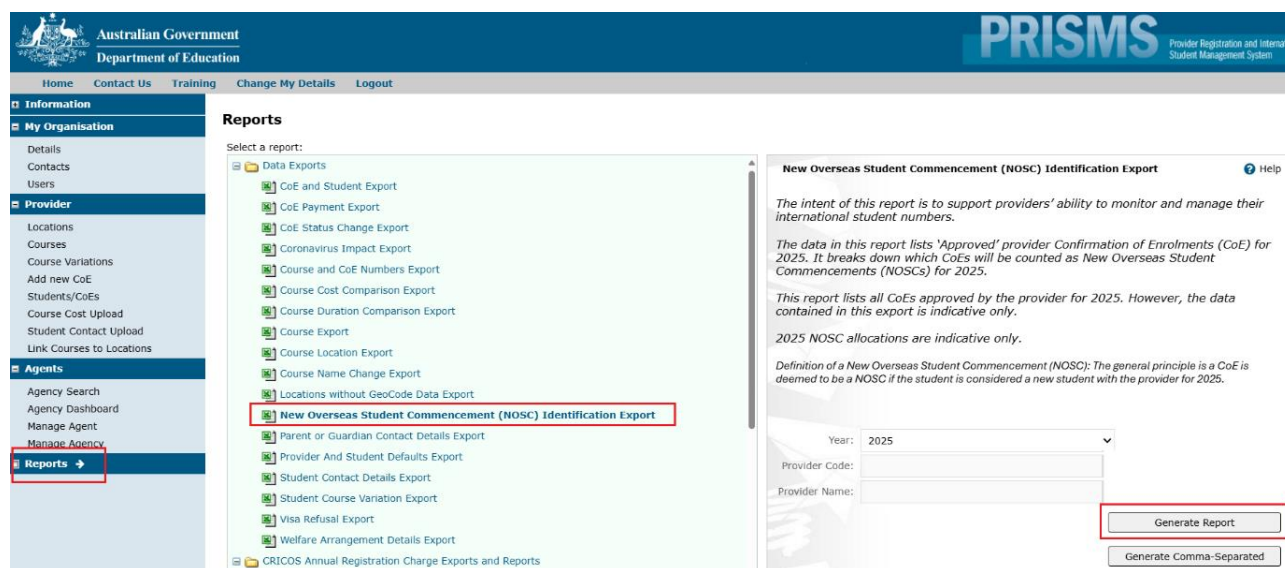 Australian Government
Department of Education
PRISMS
Provider Registration and
Student Management System
Home Contact Us Training Change My Details Logout
Information
My Organisation
Details
Contacts
Users
Provider
Locations
Courses
Course Variations
Add new CoE
Students/CoEs
Course Cost Upload
Student Contact Upload
Link Courses to Locations
Agents
Agency Search
Agency Dashboard
Manage Agent
Manage Agency
Reports →
Reports
Select a report:
Data Exports
CoE and Student Export
CoE Payment Export
CoE Status Change Export
Coronavirus Impact Export
Course and CoE Numbers Export
Course Cost Comparison Export
Course Duration Comparison Export
Course Export
Course Location Export
Course Name Change Export
Locations without GeoCode Data Export
New Overseas Student Commencement (NOSC) Identification Export
Parent or Guardian Contact Details Export
Provider And Student Defaults Export
Student Contact Details Export
Student Course Variation Export
Visa Refusal Export
Welfare Arrangement Details Export
CRICOS Annual Registration Charge Exports and Reports
New Overseas Student Commencement (NOSC) Identification Export
Help
The intent of this report is to support providers' ability to monitor and manage their
international student numbers.
The data in this report lists 'Approved' provider Confirmation of Enrolments (CoE) for
2025. It breaks down which CoEs will be counted as New Overseas Student
Commencements (NOSCs) for 2025.
This report lists all CoEs approved by the provider for 2025. However, the data
contained in this export is indicative only.
2025 NOSC allocations are indicative only.
Definition of a New Overseas Student Commencement (NOSC): The general principle is a CoE is
deemed to be a NOSC if the student is considered a new student with the provider for 2025.
Year: 2025
Provider Code:
Provider Name:
Generate Report
Generate Comma-Separated